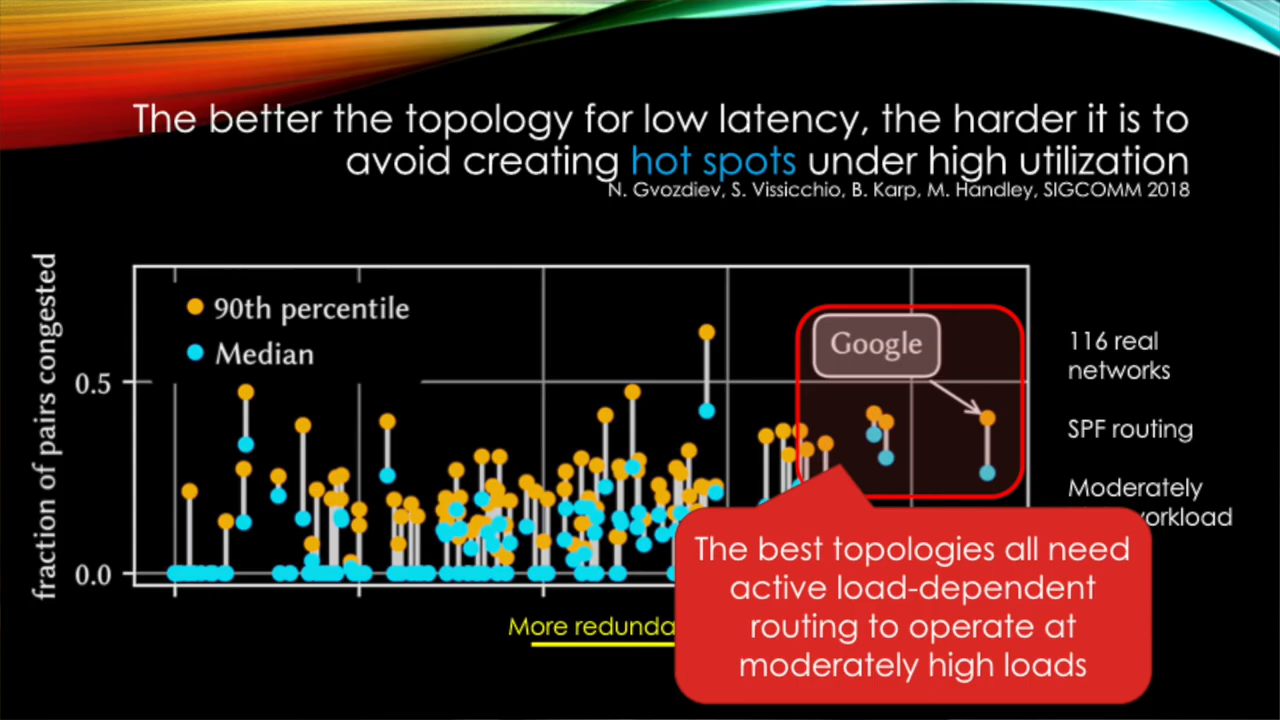 The better the topology for low latency, the harder it is to
avoid creating hot spots under high utilization
N. Gvozdiev, S. Vissicchio, B. Karp, M. Handley, SIGCOMM 2018
fraction of pairs congested
90th percentile
Median
Google
0.5
0.0
116 real
networks
SPF routing
Moderately
More
The best topologies all need
active load-dependent
routing to operate at
moderately high loads